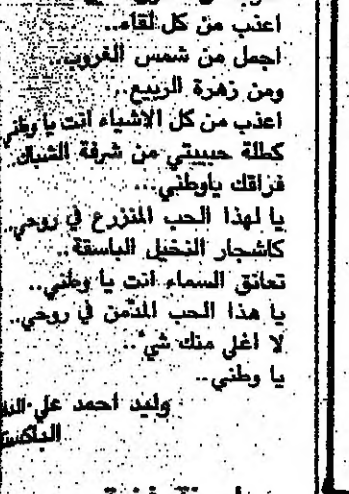 اعذب من كل لقاء..
اجمل من شمس الغروب..
ومن زهرة الربيع..
اعذب من كل الاشياء انت يا وطني
كطلة حبيبتي من شرفة الشباك.
فراقك ياوطني...
يا لهذا الحب المنزرع في روحي..
كاشجار النخيل الباسقة..
تعانق السماء انت يا وطني..
يا هذا الحب المدمن في روحي..
لا اغلى منك شيء..
يا وطني..
وليد احمد علي